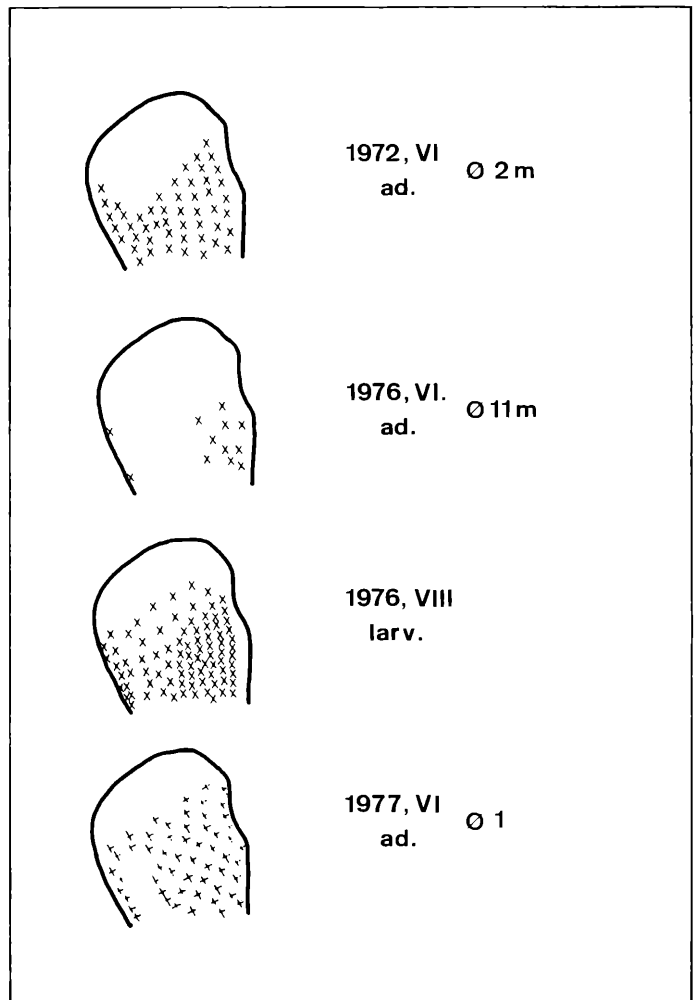 1972, VI Ø 2 m
ad.
1976, VI. Ø 11 m
ad.
1976, VIII
larv.
1977, VI Ø 1
ad.